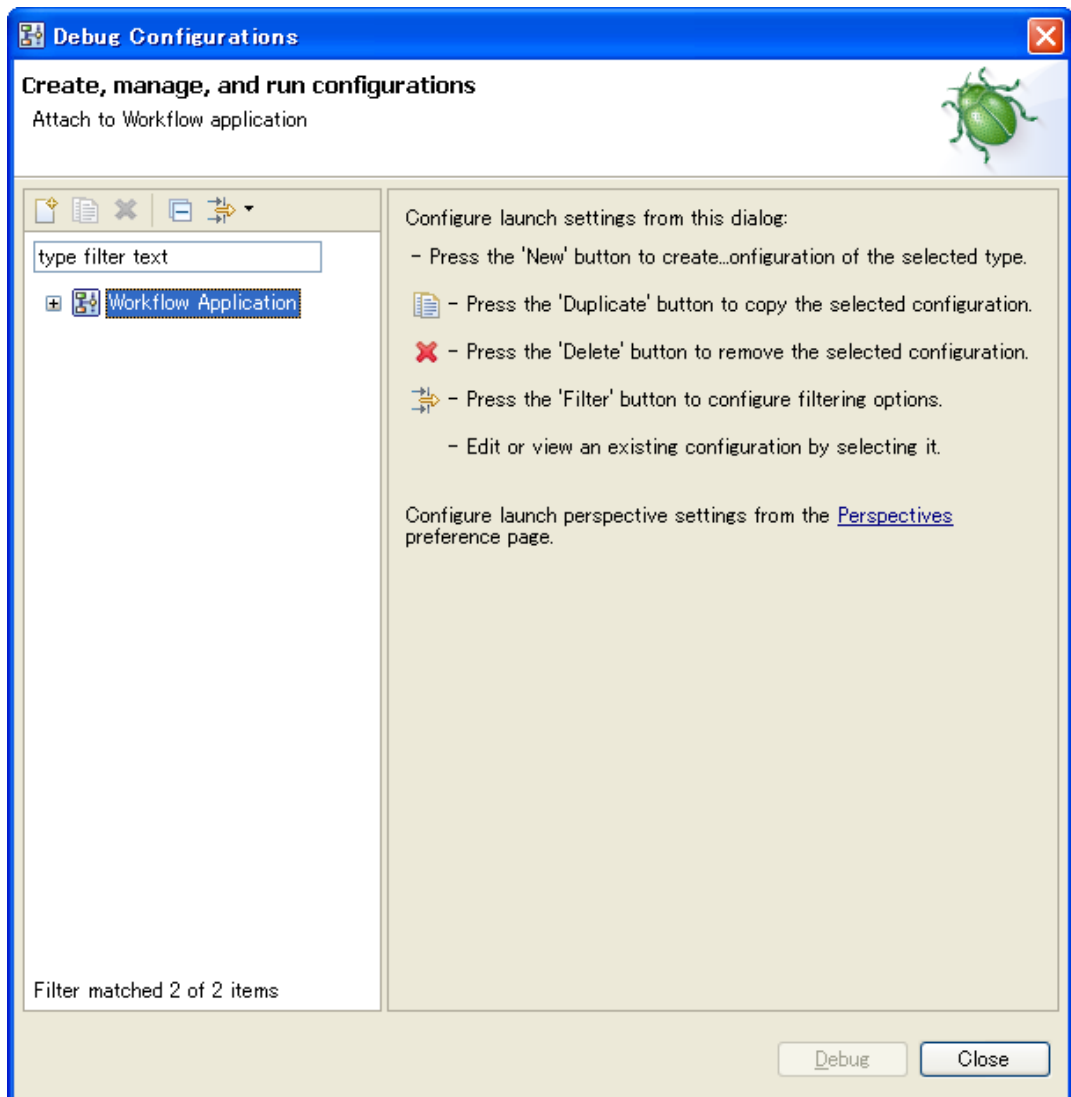 Debug Configurations
Create, manage, and run configurations
Attach to Workflow application
type filter text
Workflow Application
Filter matched 2 of 2 items
Configure launch settings from this dialog:
- Press the 'New' button to create...onfiguration of the selected type.
- Press the 'Duplicate' button to copy the selected configuration.
- Press the 'Delete' button to remove the selected configuration.
- Press the 'Filter' button to configure filtering options.
- Edit or view an existing configuration by selecting it.
Configure launch perspective settings from the Perspectives
preference page.
Debug
Close